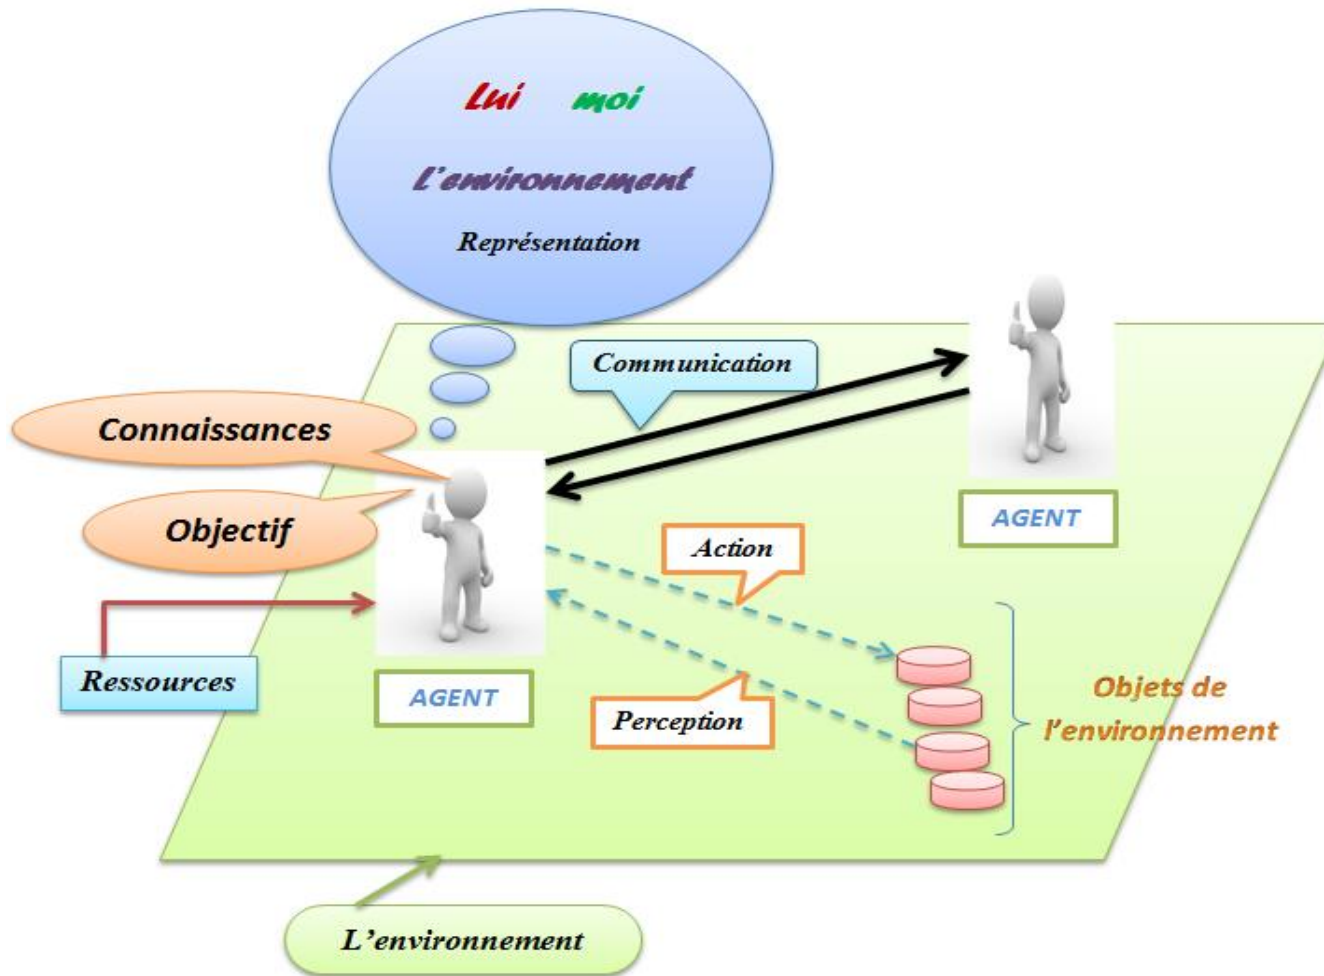 Lui moi
L'environnement
Représentation
Communication
Connaissances
Objectif
AGENT
Action
Ressources
AGENT
Perception
Objets de
l'environnement
L'environnement